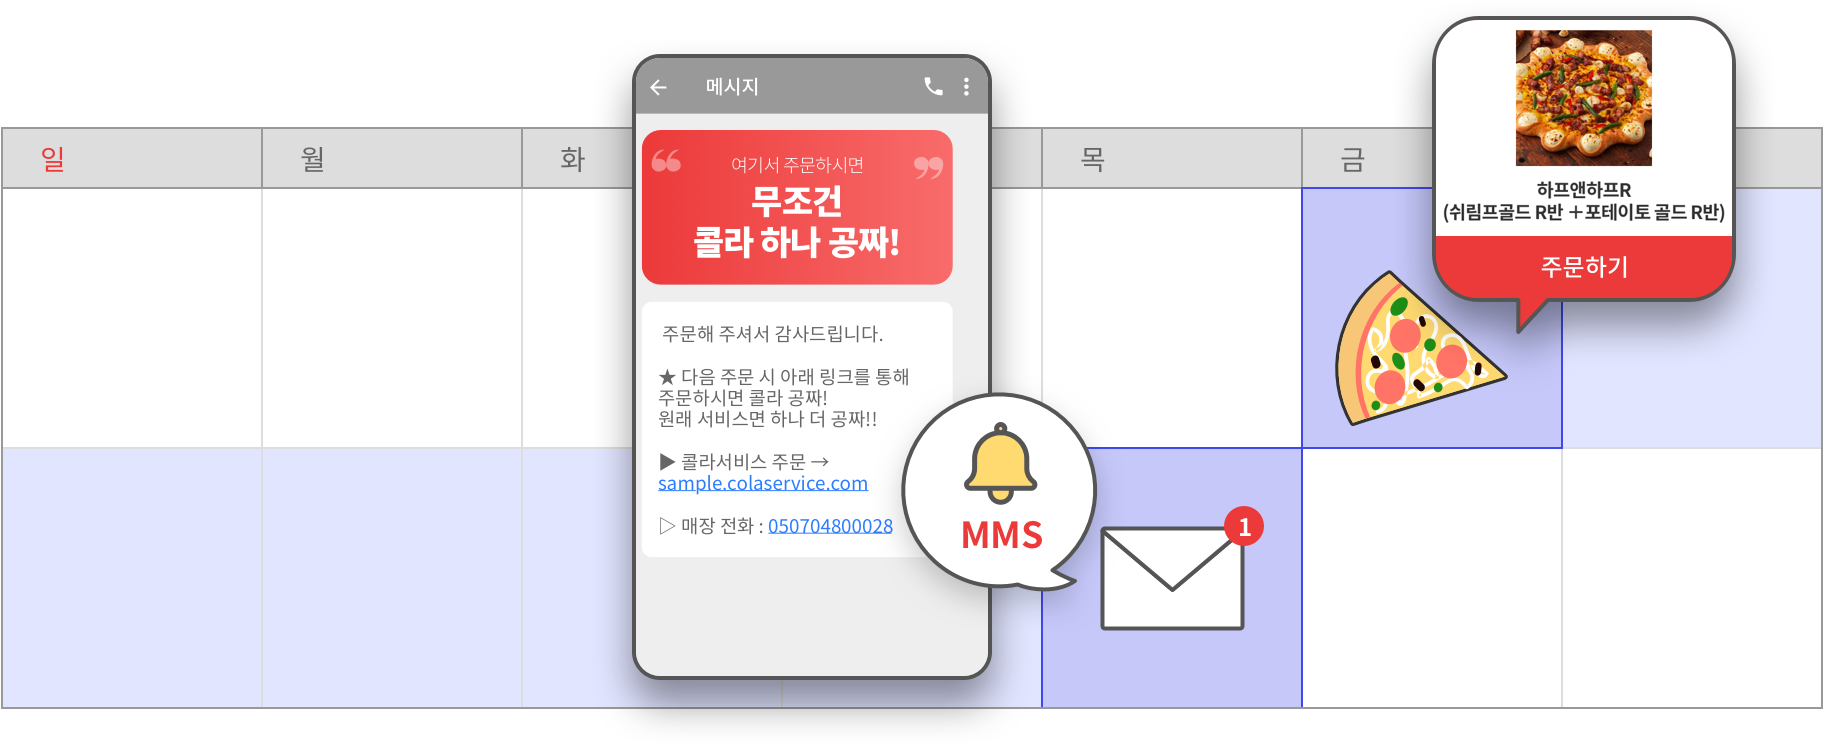 일
월
화
목
금
메시지
여기서 주문하시면
무조건
콜라 하나 공짜!
주문해 주셔서 감사드립니다.
★ 다음 주문 시 아래 링크를 통해
주문하시면 콜라 공짜!
원래 서비스면 하나 더 공짜!!
▶ 콜라서비스 주문 →
sample.colaservice.com
▷ 매장 전화 : 050704800028
MMS
1
하프앤하프R
(쉬림프골드 R반 +포테이토 골드 R반)
주문하기